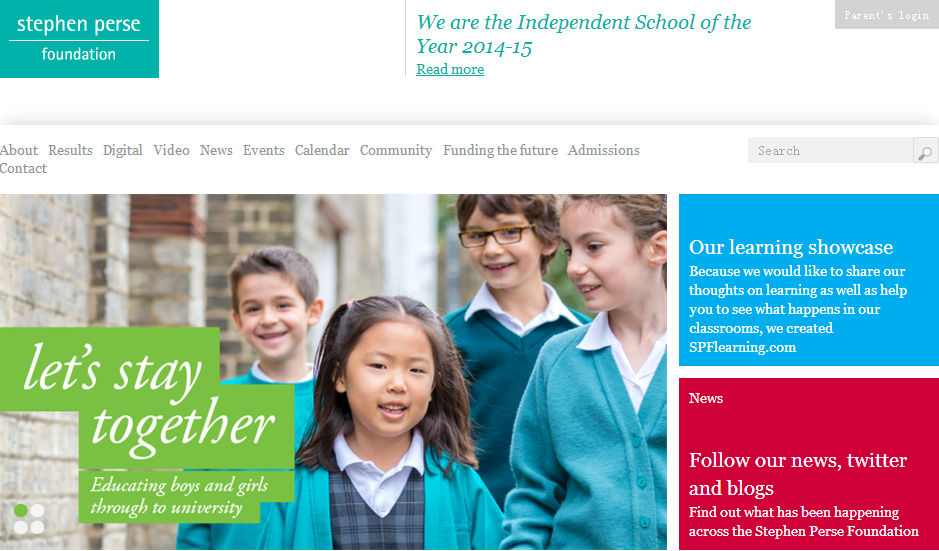 stephen perse
foundation
We are the Independent School of the
Year 2014-15
Read more
Parent's login
About Results Digital Video News Events Calendar Community Funding the future Admissions
Contact
Search
let's stay
together
Educating boys and girls
through to university
Our learning showcase
Because we would like to share our
thoughts on learning as well as help
you to see what happens in our
classrooms, we created
SPFlearning.com
News
Follow our news, twitter
and blogs
Find out what has been happening
across the Stephen Perse Foundation